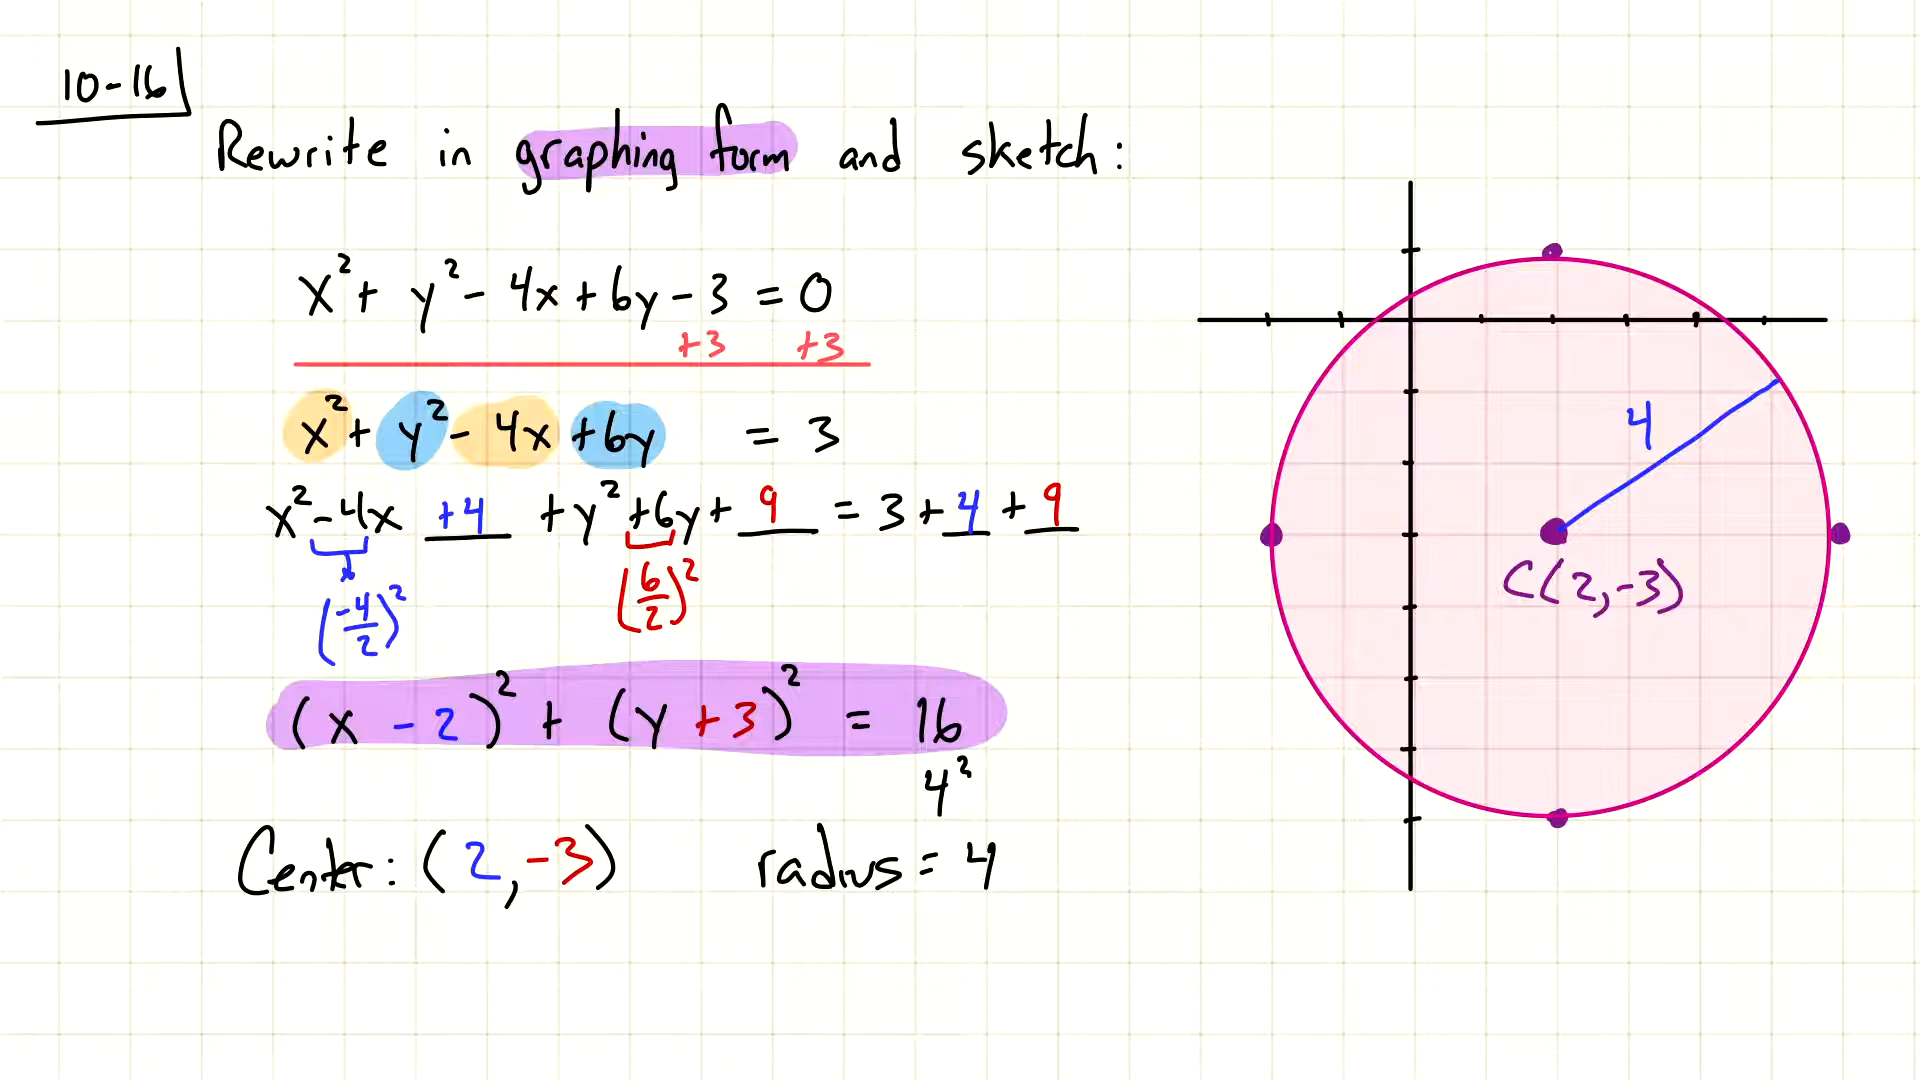 10-16
Rewrite in graphing form and sketch:
x² + y² - 4x + 6y - 3 = 0
+3 +3
x² + y² - 4x + 6y = 3
x² - 4x +4 + y² + 6y + 9 = 3 + 4 + 9
(-4/2)² (6/2)²
(x - 2)² + (y + 3)² = 16
4²
Center: (2, -3) radius = 4
4
C(2, -3)